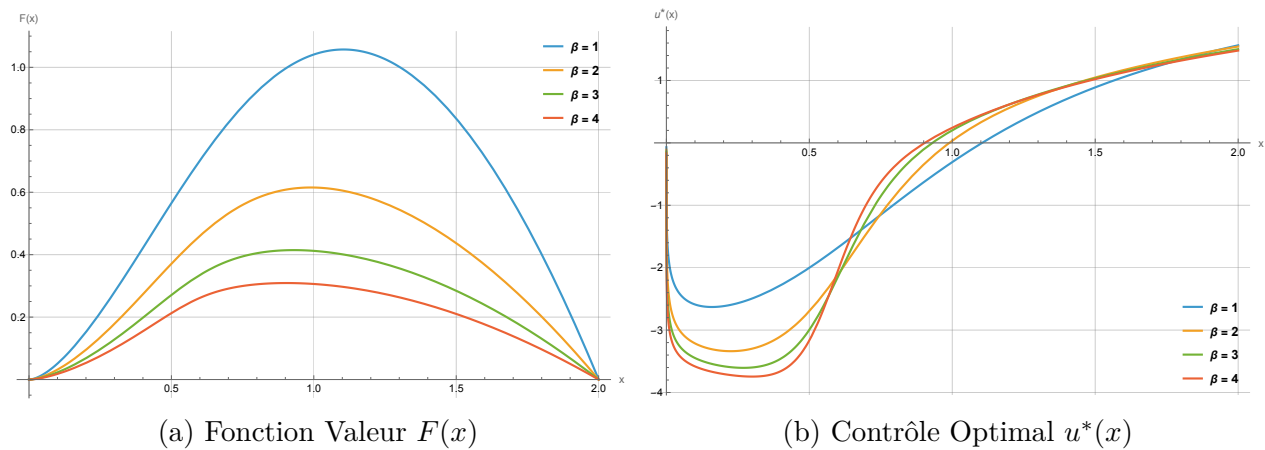 F(x)
β = 1
β = 2
β = 3
β = 4
1.0
0.8
0.6
0.4
0.2
0.5
1.0
1.5
2.0
x
(a) Fonction Valeur F(x)
u*(x)
1
0.5
1.0
1.5
2.0
x
−1
−2
−3
−4
β = 1
β = 2
β = 3
β = 4
(b) Contrôle Optimal u*(x)